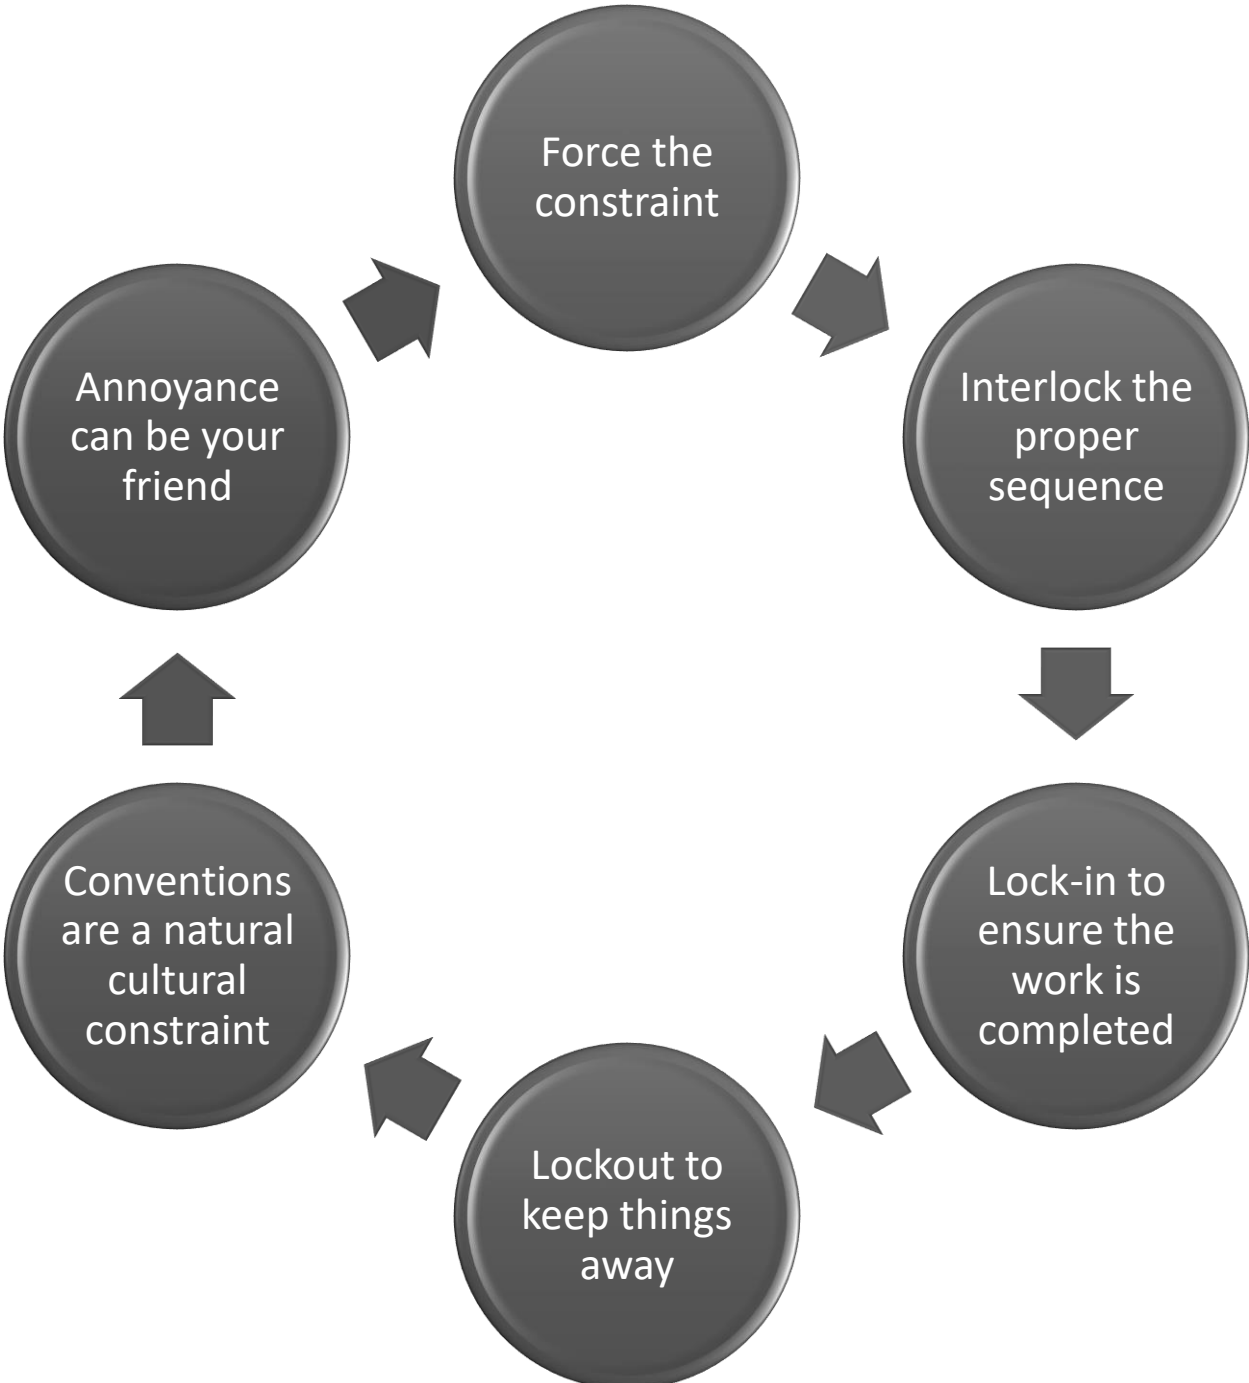 Force the
constraint
Interlock the
proper
sequence
Lock-in to
ensure the
work is
completed
Lockout to
keep things
away
Conventions
are a natural
cultural
constraint
Annoyance
can be your
friend